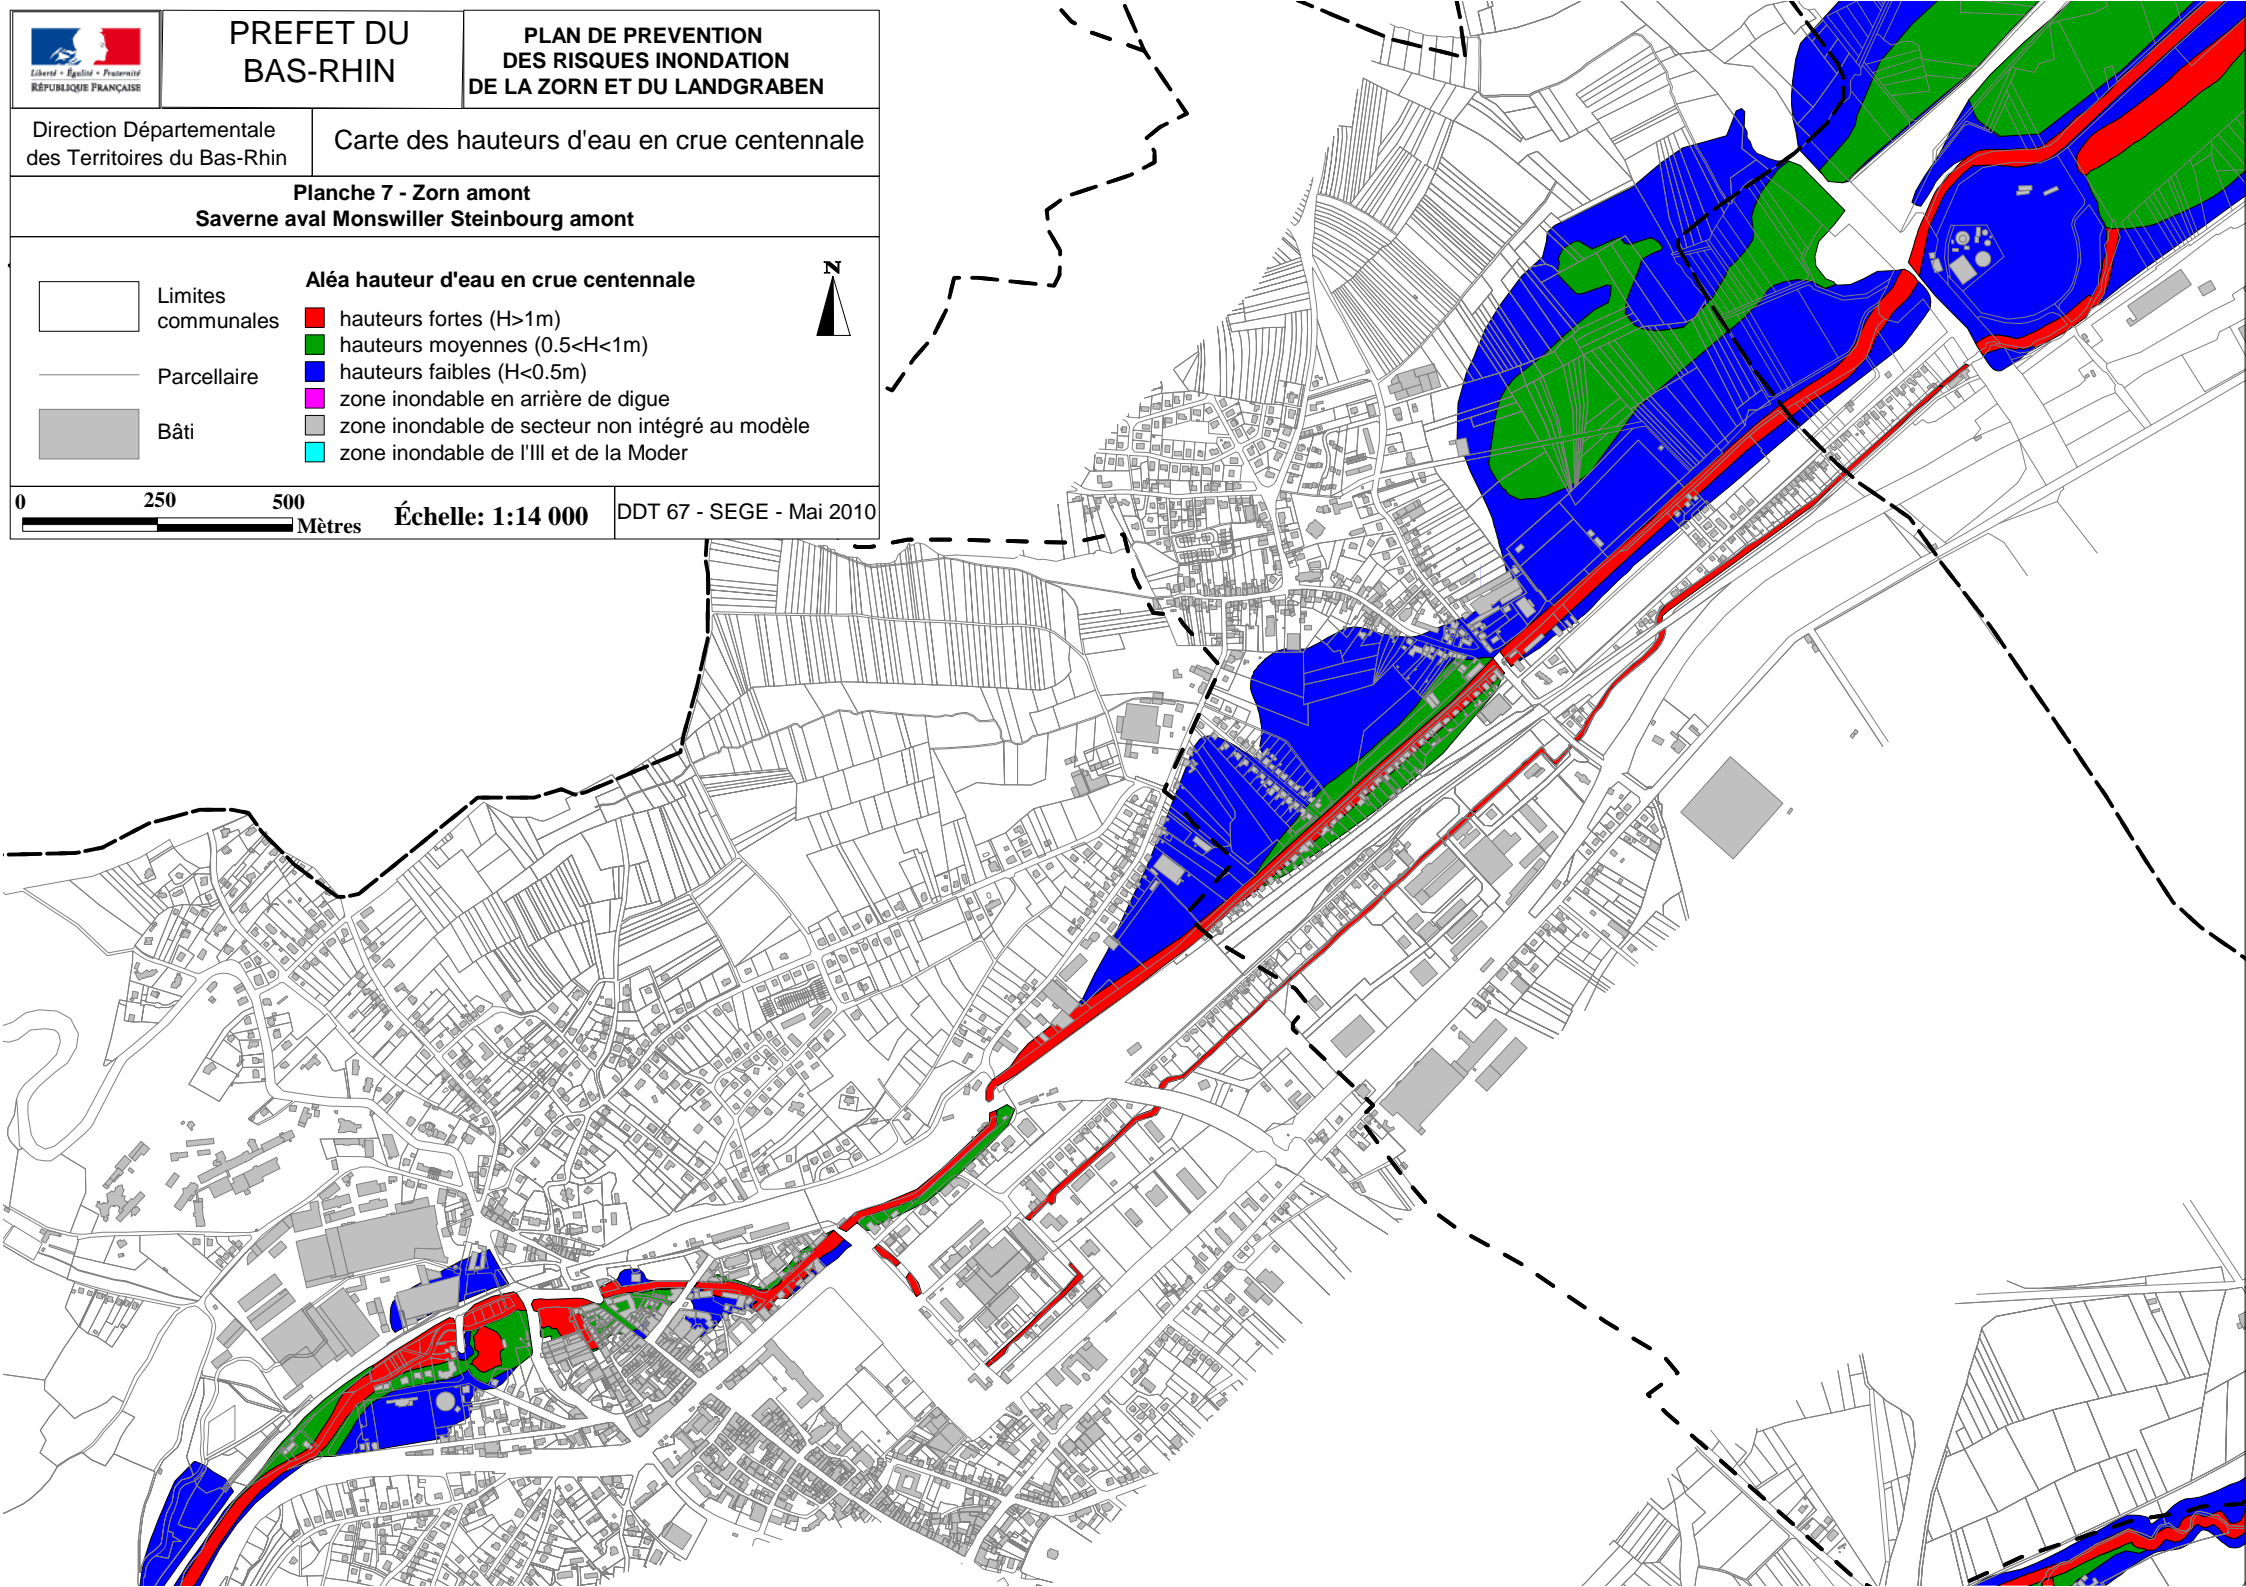 Liberté • Égalité • Fraternité
RÉPUBLIQUE FRANÇAISE
PREFET DU
BAS-RHIN
PLAN DE PREVENTION
DES RISQUES INONDATION
DE LA ZORN ET DU LANDGRABEN
Direction Départementale
des Territoires du Bas-Rhin
Carte des hauteurs d'eau en crue centennale
Planche 7 - Zorn amont
Saverne aval Monswiller Steinbourg amont
Limites
communales
Parcellaire
Bâti
Aléa hauteur d'eau en crue centennale
hauteurs fortes (H>1m)
hauteurs moyennes (0.5<H<1m)
hauteurs faibles (H<0.5m)
zone inondable en arrière de digue
zone inondable de secteur non intégré au modèle
zone inondable de l'Ill et de la Moder
N
0 250 500
Mètres
Échelle: 1:14 000
DDT 67 - SEGE - Mai 2010